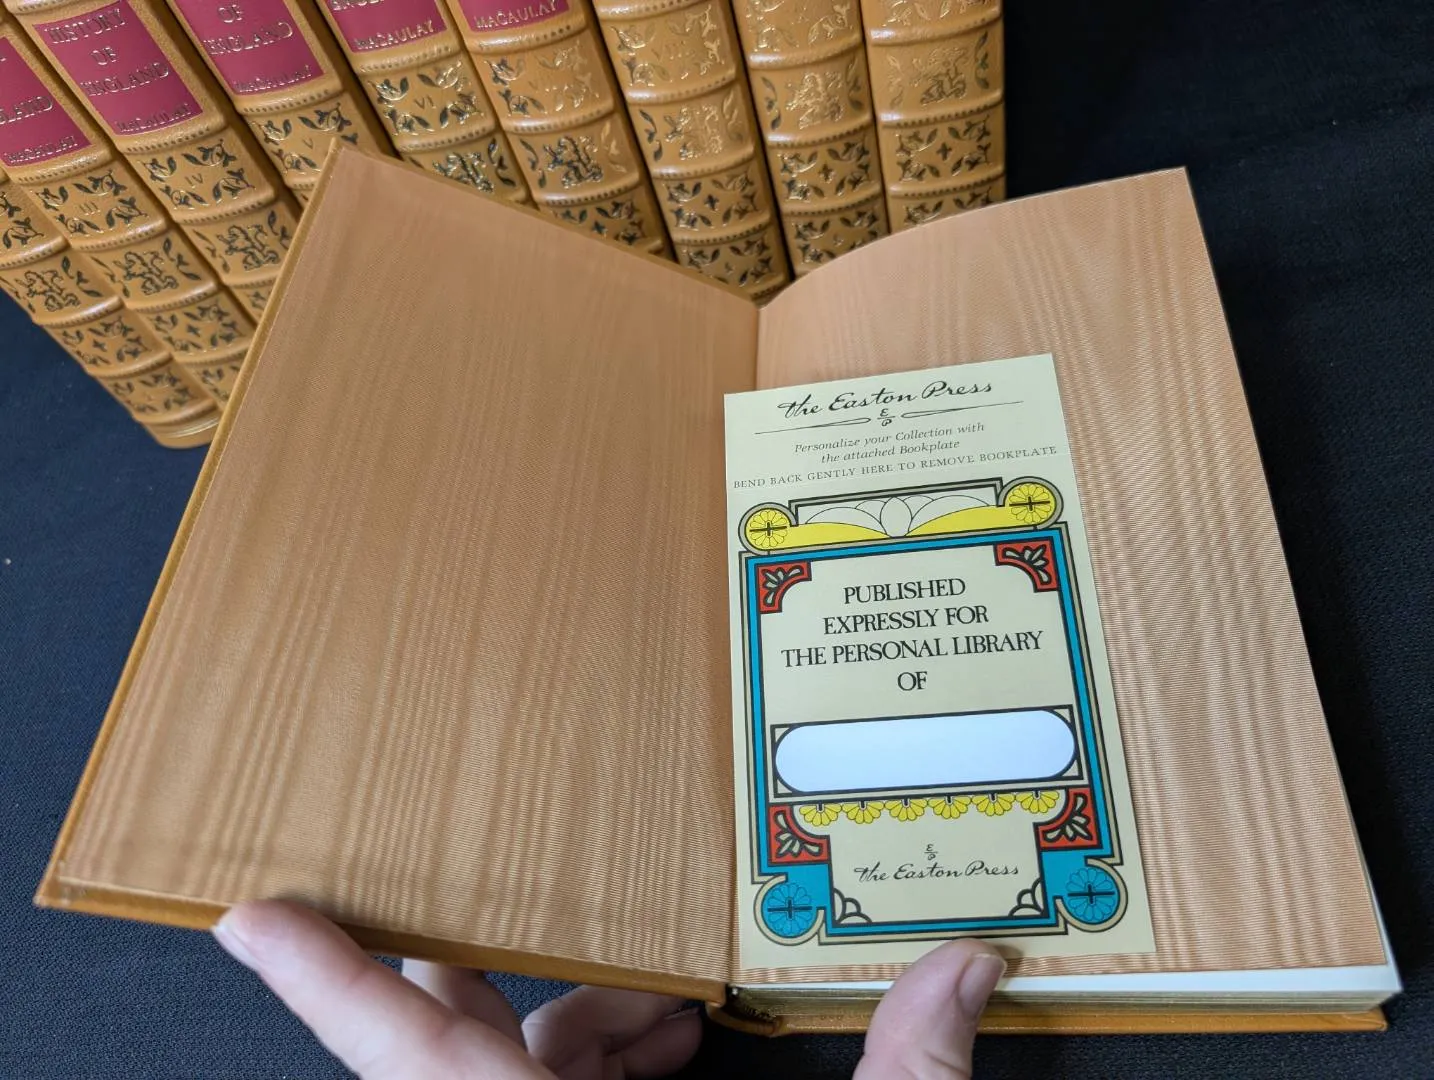 LAND
MACAULAY
HISTORY
OF
ENGLAND
MACAULAY
III
OF
ENGLAND
MACAULAY
IV
MACAULAY
V
MACAULAY
VI
The Easton Press
E
P
Personalize your Collection with
the attached Bookplate
BEND BACK GENTLY HERE TO REMOVE BOOKPLATE
PUBLISHED
EXPRESSLY FOR
THE PERSONAL LIBRARY
OF
E
P
The Easton Press